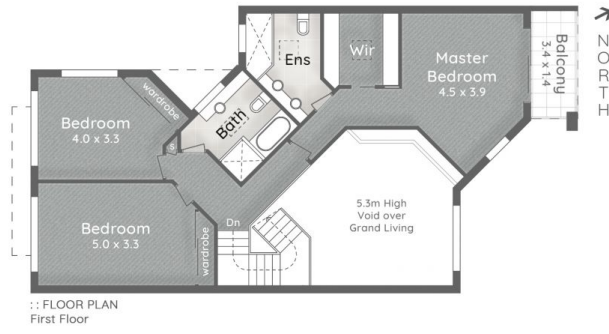 Ens
Wir
Master
Bedroom
4.5 x 3.9
Balcony
3.4 x 1.4
NORTH
wardrobe
Bedroom
4.0 x 3.3
Bath
S
Bedroom
5.0 x 3.3
wardrobe
Dn
5.3m High
Void over
Grand Living
:: FLOOR PLAN
First Floor